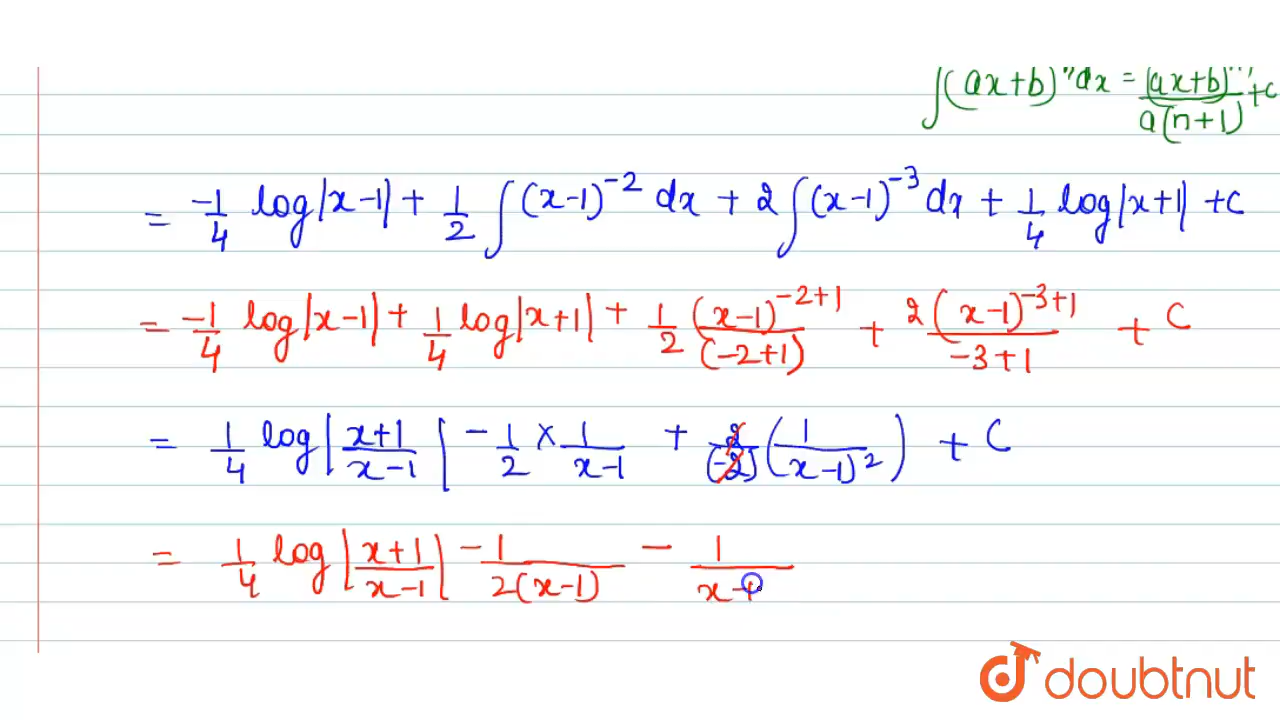 ∫(ax+b)ⁿdx = (ax+b)ⁿ⁺¹/a(n+1) +c
= -1/4 log|x-1| + 1/2 ∫(x-1)⁻² dx + 2∫(x-1)⁻³dx + 1/4 log|x+1| +C
= -1/4 log|x-1| + 1/4 log|x+1| + 1/2 (x-1)⁻²⁺¹/(-2+1) + 2(x-1)⁻³⁺¹/-3+1 + C
= 1/4 log|x+1/x-1| - 1/2 × 1/x-1 + 2/(-2) (1/(x-1)²) + C
= 1/4 log|x+1/x-1| - 1/2(x-1) - 1/x-1
doubtnut